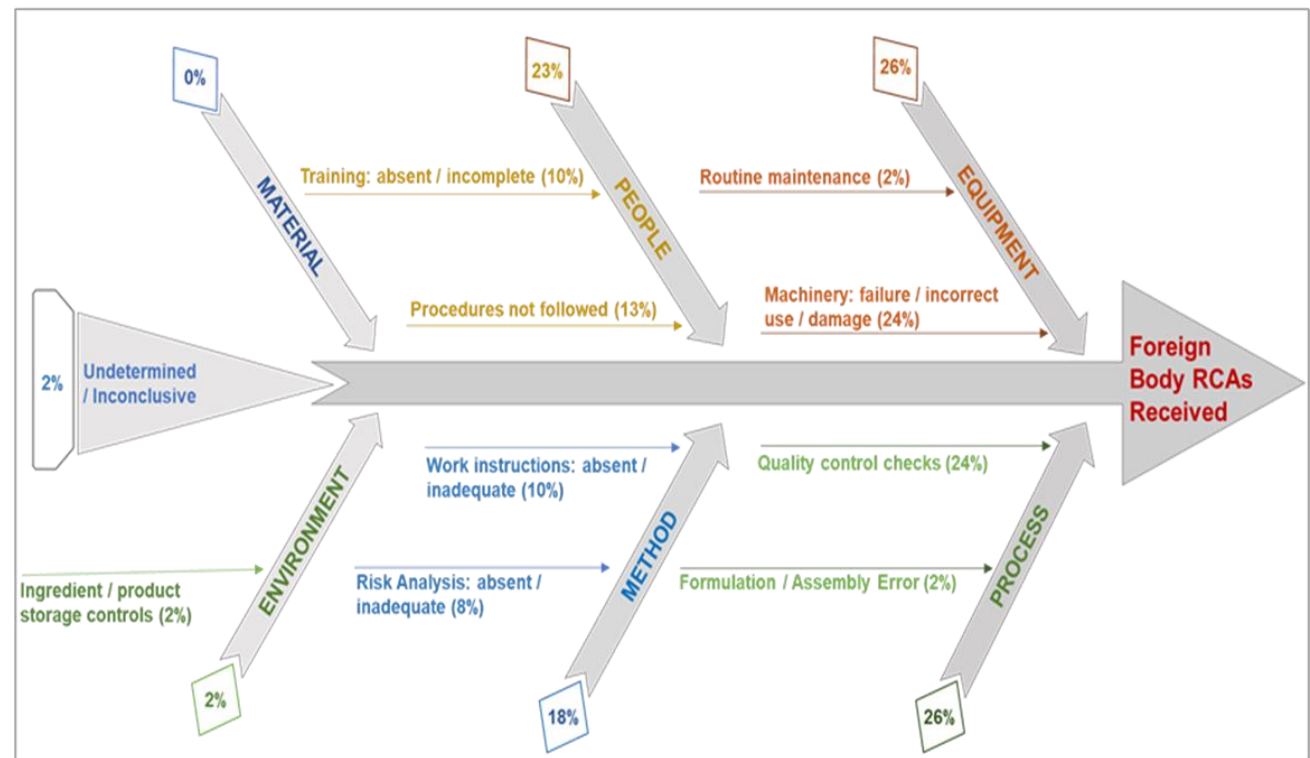 0%
23%
26%
MATERIAL
Training: absent / incomplete (10%)
PEOPLE
Routine maintenance (2%)
EQUIPMENT
Procedures not followed (13%)
Machinery: failure / incorrect
use / damage (24%)
2%
Undetermined
/ Inconclusive
Foreign
Body RCAs
Received
Ingredient / product
storage controls (2%)
ENVIRONMENT
Work instructions: absent /
inadequate (10%)
Risk Analysis: absent /
inadequate (8%)
METHOD
Quality control checks (24%)
Formulation / Assembly Error (2%)
PROCESS
2%
18%
26%